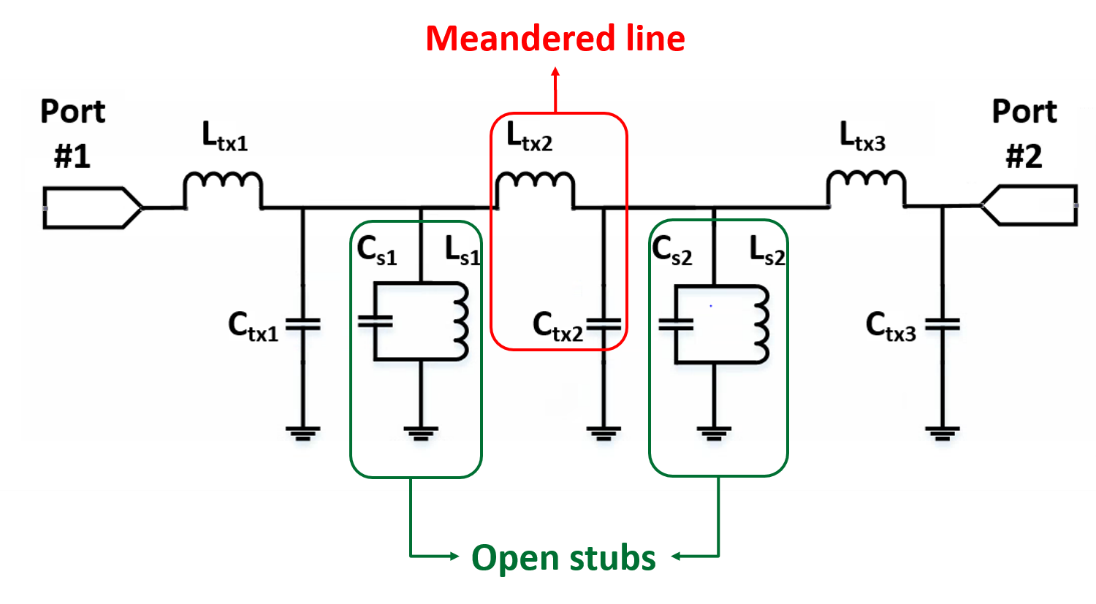 Meandered line
Port
#1
Ltx1
Ltx2
Ltx3
Port
#2
Cs1
Ls1
Cs2
Ls2
Ctx1
Ctx2
Ctx3
Open stubs